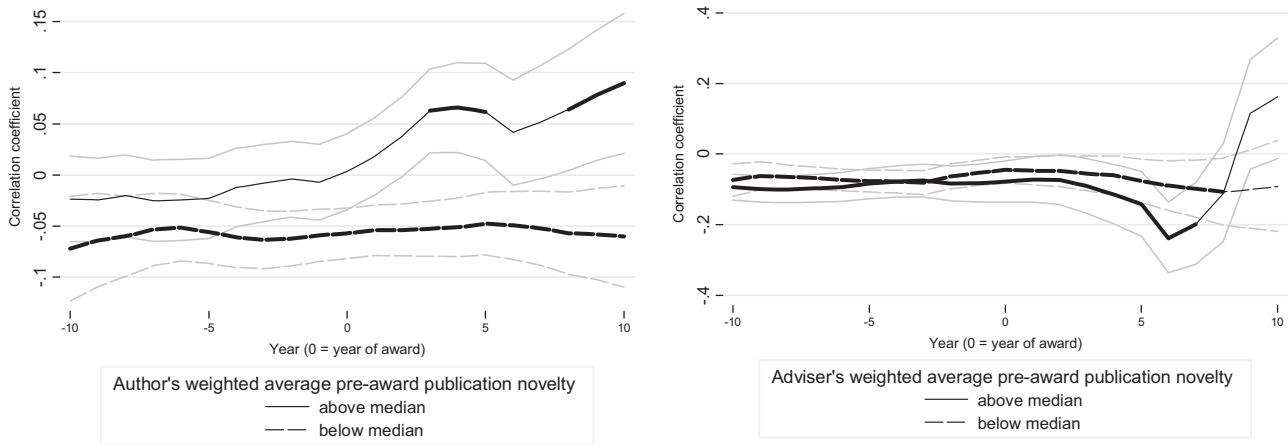 .15
.1
.05
0
-.05
-.1
Correlation coefficient
-10
-5
0
5
10
Year (0 = year of award)
Author's weighted average pre-award publication novelty
above median
below median
.4
.2
0
.2
-.4
Correlation coefficient
-10
-5
0
5
10
Year (0 = year of award)
Adviser's weighted average pre-award publication novelty
above median
below median